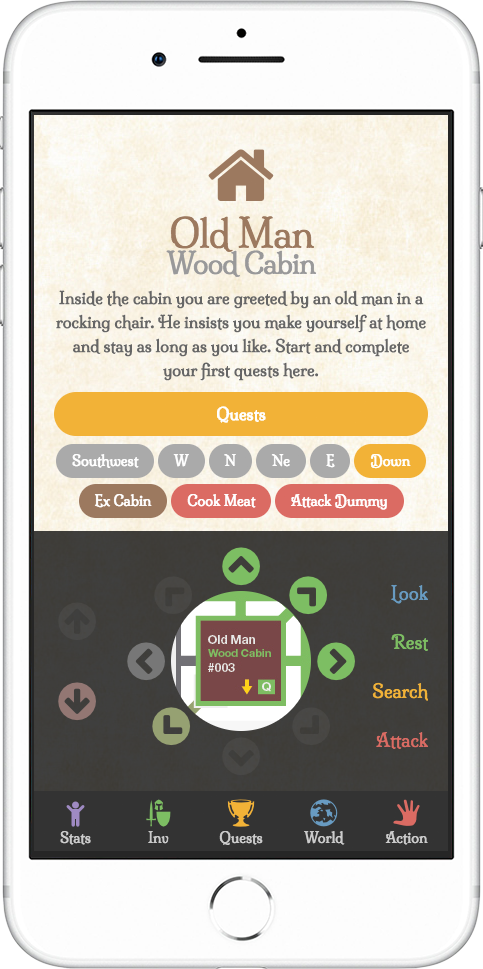 Old Man
Wood Cabin
Inside the cabin you are greeted by an old man in a
rocking chair. He insists you make yourself at home
and stay as long as you like. Start and complete
your first quests here.
Quests
Southwest W N Ne E Down
Ex Cabin Cook Meat Attack Dummy
Look
Rest
Old Man
Wood Cabin
#003
Q
Search
Attack
Stats Inv Quests World Action